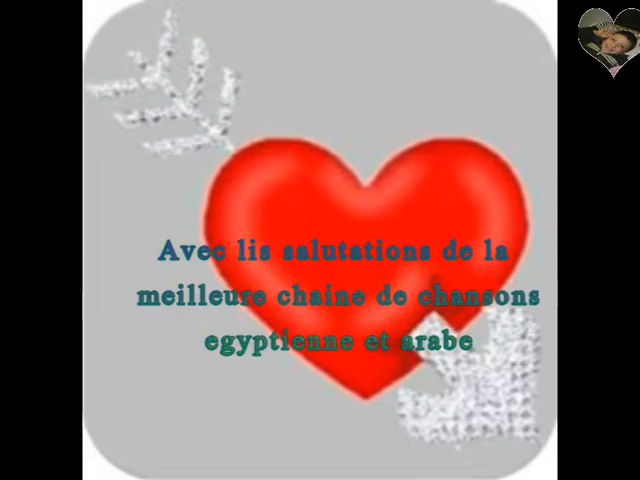 Avec lis salutations de la
meilleure chaine de chansons
egyptienne et arabe